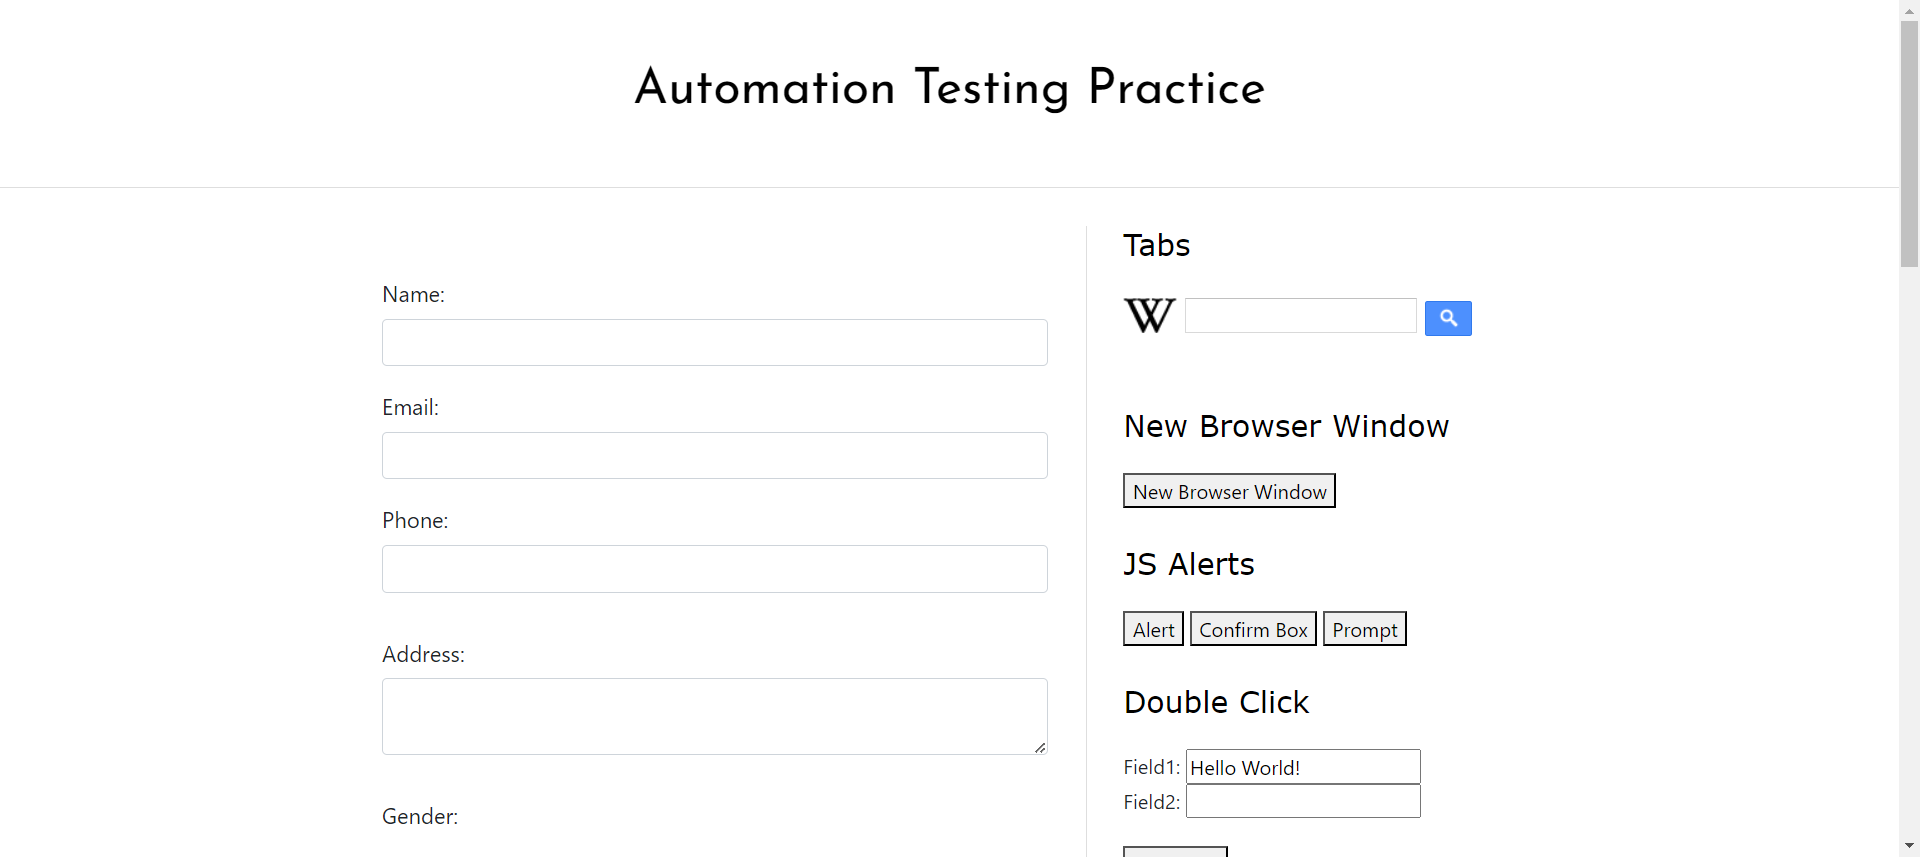 Automation Testing Practice
Name:
Email:
Phone:
Address:
Gender:
Tabs
W
New Browser Window
New Browser Window
JS Alerts
Alert Confirm Box Prompt
Double Click
Field1: Hello World!
Field2: